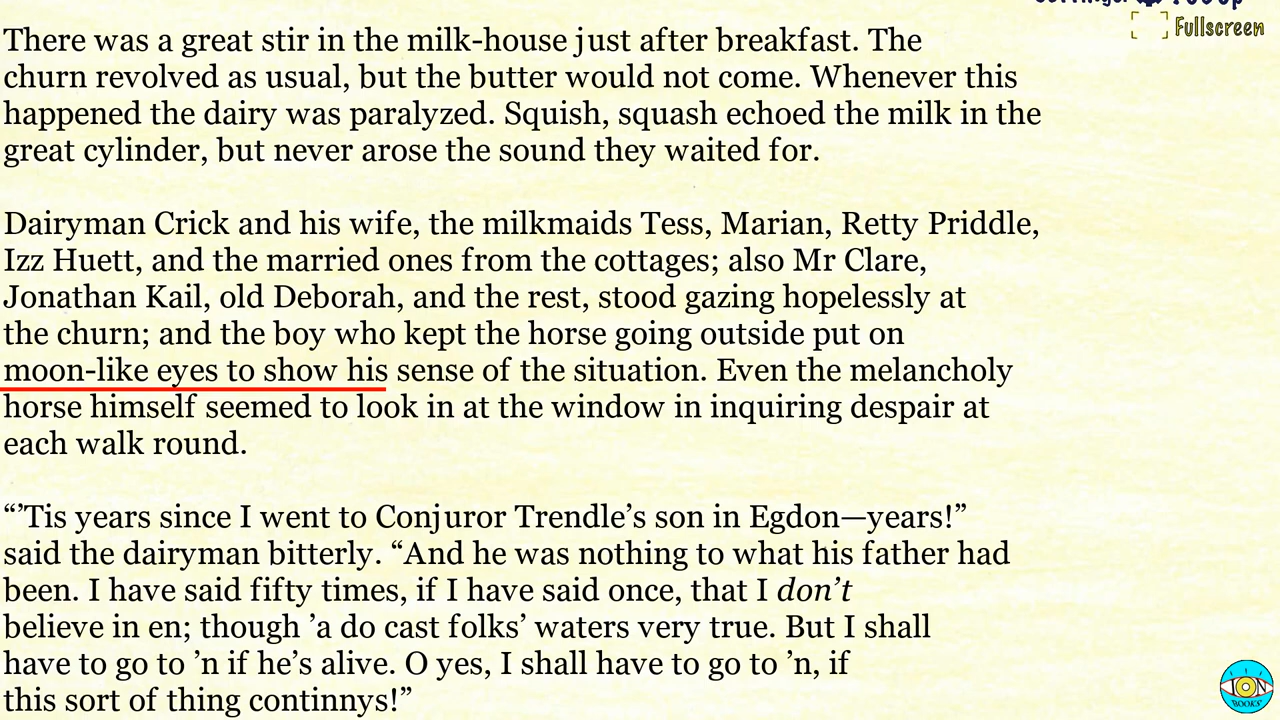 Fullscreen
There was a great stir in the milk-house just after breakfast. The
churn revolved as usual, but the butter would not come. Whenever this
happened the dairy was paralyzed. Squish, squash echoed the milk in the
great cylinder, but never arose the sound they waited for.
Dairyman Crick and his wife, the milkmaids Tess, Marian, Retty Priddle,
Izz Huett, and the married ones from the cottages; also Mr Clare,
Jonathan Kail, old Deborah, and the rest, stood gazing hopelessly at
the churn; and the boy who kept the horse going outside put on
moon-like eyes to show his sense of the situation. Even the melancholy
horse himself seemed to look in at the window in inquiring despair at
each walk round.
“’Tis years since I went to Conjuror Trendle’s son in Egdon—years!”
said the dairyman bitterly. “And he was nothing to what his father had
been. I have said fifty times, if I have said once, that I don’t
believe in en; though ’a do cast folks’ waters very true. But I shall
have to go to ’n if he’s alive. O yes, I shall have to go to ’n, if
this sort of thing continnys!”
ION
BOOKS